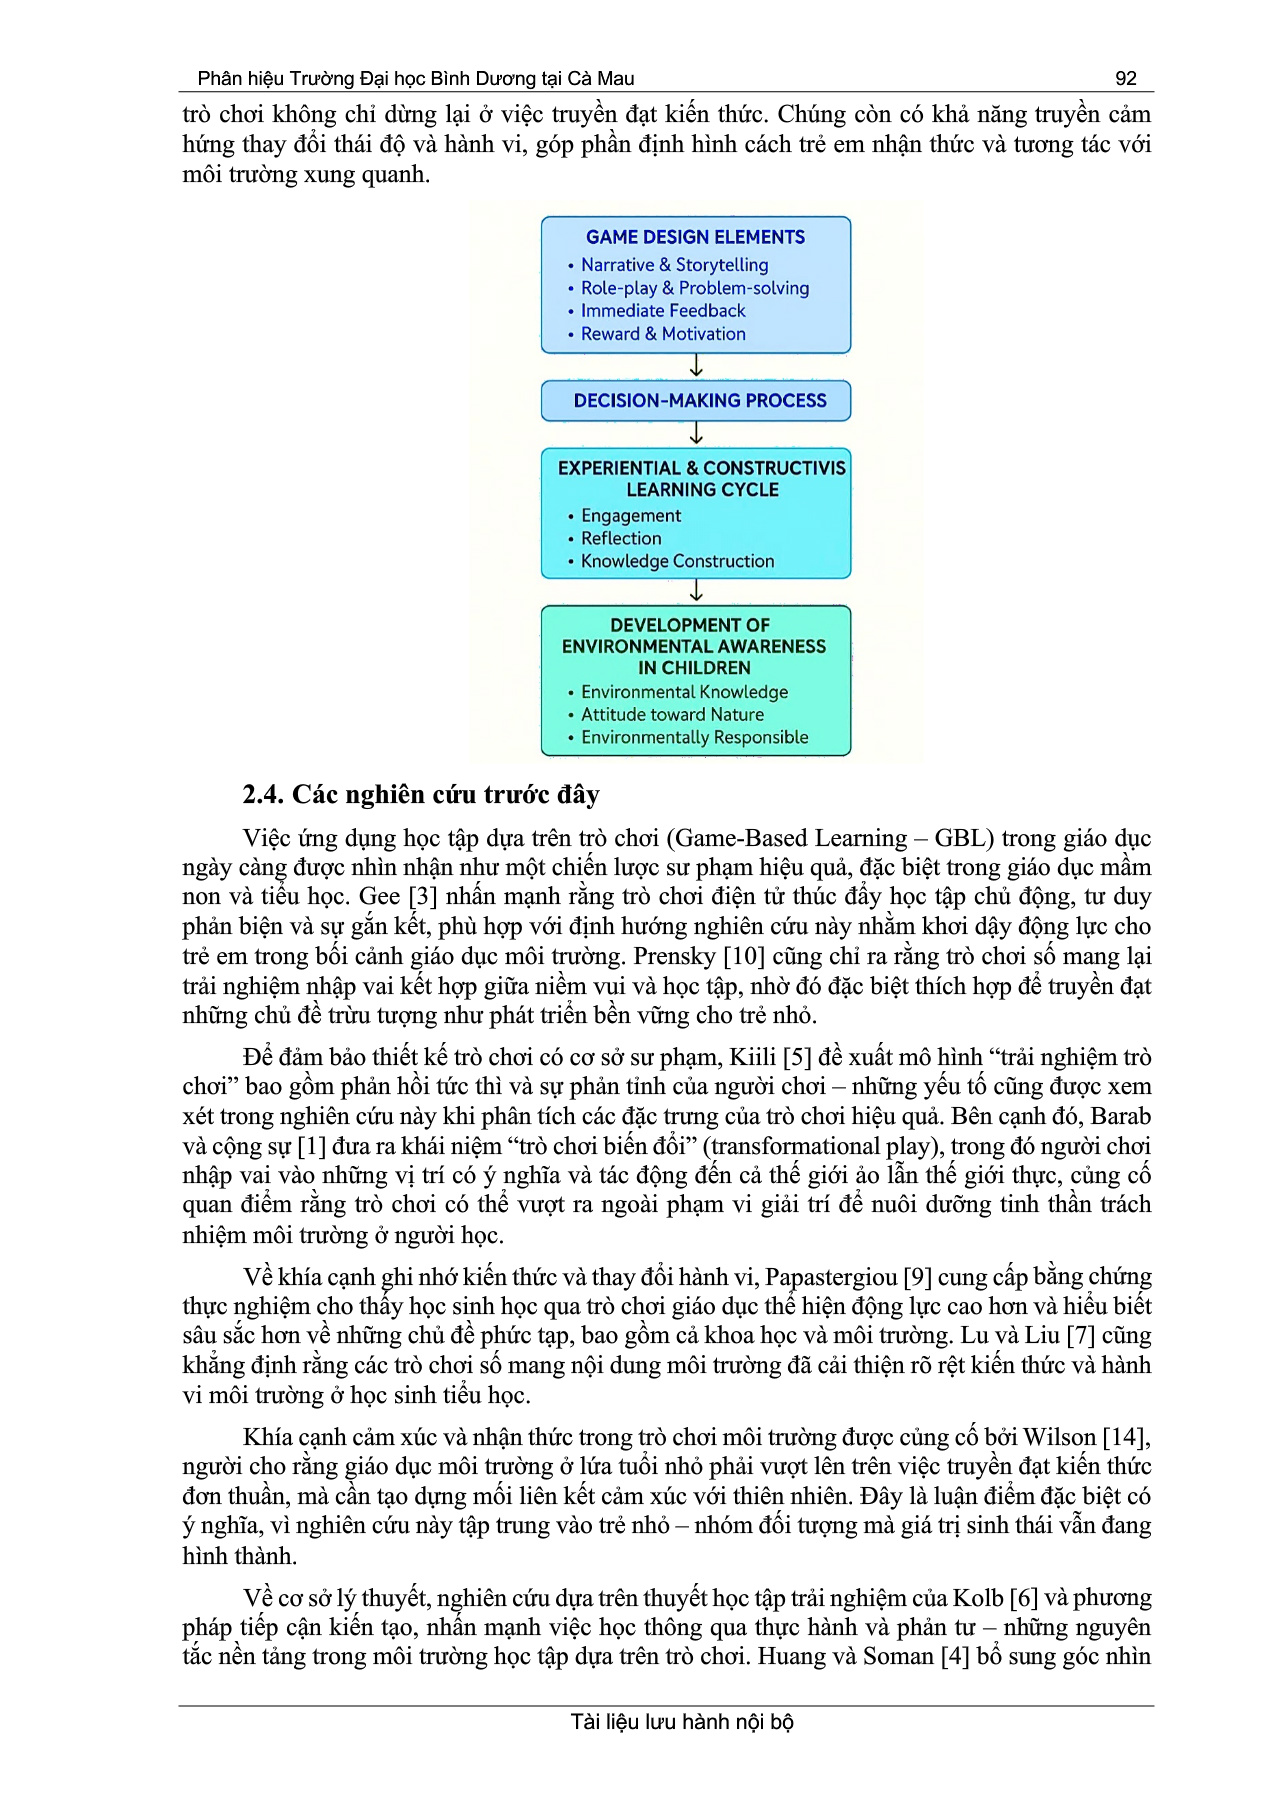 Phân hiệu Trường Đại học Bình Dương tại Cà Mau 92
trò chơi không chỉ dừng lại ở việc truyền đạt kiến thức. Chúng còn có khả năng truyền cảm
hứng thay đổi thái độ và hành vi, góp phần định hình cách trẻ em nhận thức và tương tác với
môi trường xung quanh.
GAME DESIGN ELEMENTS
• Narrative & Storytelling
• Role-play & Problem-solving
• Immediate Feedback
• Reward & Motivation
DECISION-MAKING PROCESS
EXPERIENTIAL & CONSTRUCTIVIS
LEARNING CYCLE
• Engagement
• Reflection
• Knowledge Construction
DEVELOPMENT OF
ENVIRONMENTAL AWARENESS
IN CHILDREN
• Environmental Knowledge
• Attitude toward Nature
• Environmentally Responsible
2.4. Các nghiên cứu trước đây
Việc ứng dụng học tập dựa trên trò chơi (Game-Based Learning – GBL) trong giáo dục
ngày càng được nhìn nhận như một chiến lược sư phạm hiệu quả, đặc biệt trong giáo dục mầm
non và tiểu học. Gee [3] nhấn mạnh rằng trò chơi điện tử thúc đẩy học tập chủ động, tư duy
phản biện và sự gắn kết, phù hợp với định hướng nghiên cứu này nhằm khơi dậy động lực cho
trẻ em trong bối cảnh giáo dục môi trường. Prensky [10] cũng chỉ ra rằng trò chơi số mang lại
trải nghiệm nhập vai kết hợp giữa niềm vui và học tập, nhờ đó đặc biệt thích hợp để truyền đạt
những chủ đề trừu tượng như phát triển bền vững cho trẻ nhỏ.
Để đảm bảo thiết kế trò chơi có cơ sở sư phạm, Kiili [5] đề xuất mô hình “trải nghiệm trò
chơi” bao gồm phản hồi tức thì và sự phản tỉnh của người chơi – những yếu tố cũng được xem
xét trong nghiên cứu này khi phân tích các đặc trưng của trò chơi hiệu quả. Bên cạnh đó, Barab
và cộng sự [1] đưa ra khái niệm “trò chơi biến đổi” (transformational play), trong đó người chơi
nhập vai vào những vị trí có ý nghĩa và tác động đến cả thế giới ảo lẫn thế giới thực, củng cố
quan điểm rằng trò chơi có thể vượt ra ngoài phạm vi giải trí để nuôi dưỡng tinh thần trách
nhiệm môi trường ở người học.
Về khía cạnh ghi nhớ kiến thức và thay đổi hành vi, Papastergiou [9] cung cấp bằng chứng
thực nghiệm cho thấy học sinh học qua trò chơi giáo dục thể hiện động lực cao hơn và hiểu biết
sâu sắc hơn về những chủ đề phức tạp, bao gồm cả khoa học và môi trường. Lu và Liu [7] cũng
khẳng định rằng các trò chơi số mang nội dung môi trường đã cải thiện rõ rệt kiến thức và hành
vi môi trường ở học sinh tiểu học.
Khía cạnh cảm xúc và nhận thức trong trò chơi môi trường được củng cố bởi Wilson [14],
người cho rằng giáo dục môi trường ở lứa tuổi nhỏ phải vượt lên trên việc truyền đạt kiến thức
đơn thuần, mà cần tạo dựng mối liên kết cảm xúc với thiên nhiên. Đây là luận điểm đặc biệt có
ý nghĩa, vì nghiên cứu này tập trung vào trẻ nhỏ – nhóm đối tượng mà giá trị sinh thái vẫn đang
hình thành.
Về cơ sở lý thuyết, nghiên cứu dựa trên thuyết học tập trải nghiệm của Kolb [6] và phương
pháp tiếp cận kiến tạo, nhấn mạnh việc học thông qua thực hành và phản tư – những nguyên
tắc nền tảng trong môi trường học tập dựa trên trò chơi. Huang và Soman [4] bổ sung góc nhìn
Tài liệu lưu hành nội bộ